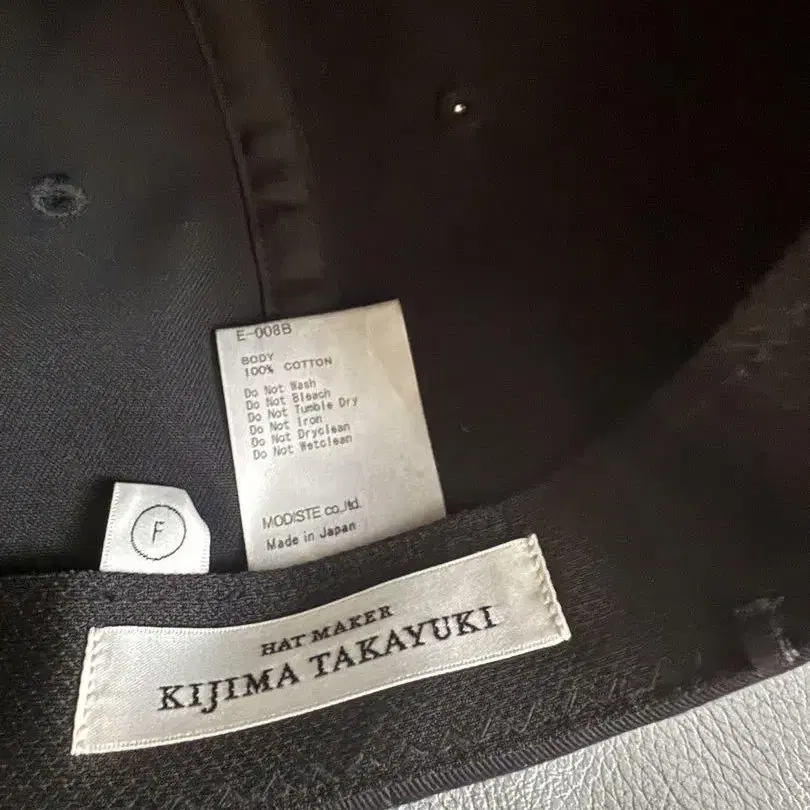 E-008B
BODY
100% COTTON
Do Not Wash
Do Not Bleach
Do Not Tumble Dry
Do Not Iron
Do Not Dryclean
Do Not Wetclean
MODISTE co.,ltd.
Made in Japan
F
HAT MAKER
KIJIMA TAKAYUKI